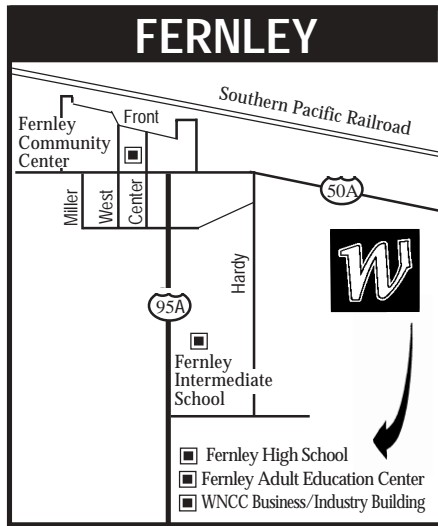 FERNLEY
Southern Pacific Railroad
Front
Fernley
Community
Center
50A
Miller
West
Center
Hardy
W
95A
Fernley
Intermediate
School
Fernley High School
Fernley Adult Education Center
WNCC Business/Industry Building